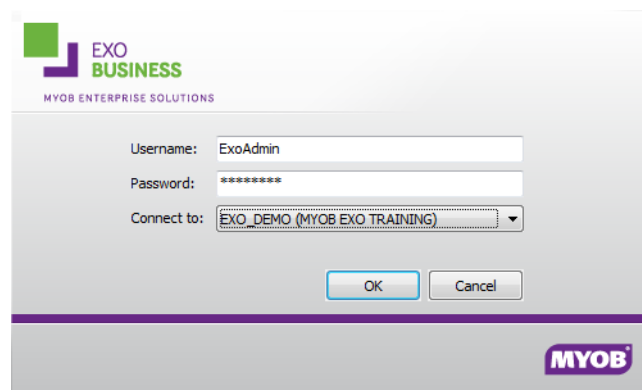 EXO
BUSINESS
MYOB ENTERPRISE SOLUTIONS
Username: ExoAdmin
Password: ********
Connect to: EXO_DEMO (MYOB EXO TRAINING)
OK Cancel
MYOB